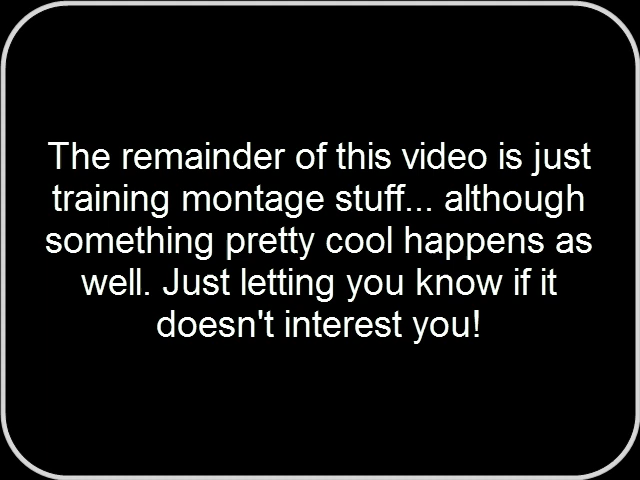 The remainder of this video is just
training montage stuff... although
something pretty cool happens as
well. Just letting you know if it
doesn't interest you!